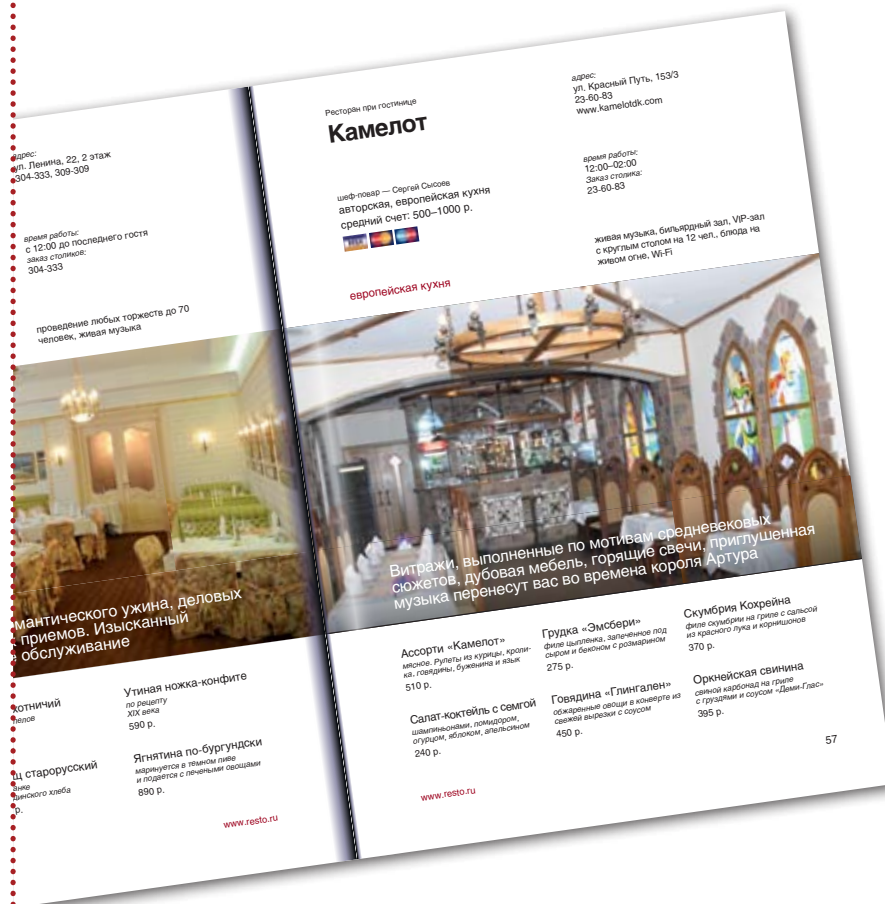 адрес:
ул. Ленина, 22, 2 этаж
304-333, 309-309
время работы:
с 12:00 до последнего гостя
заказ столиков:
304-333
проведение любых торжеств до 70
человек, живая музыка
мантического ужина, деловых
приемов. Изысканный
обслуживание
хотничий
Утиная ножка-конфите
по рецепту
XIX века
590 р.
щ старорусский
динского хлеба
р.
Ягнятина по-бургундски
маринуется в темном пиве
и подается с печеными овощами
890 р.
www.resto.ru
Ресторан при гостинице
Камелот
адрес:
ул. Красный Путь, 153/3
23-60-83
www.kamelotdk.com
шеф-повар — Сергей Сысоев
авторская, европейская кухня
средний счет: 500–1000 р.
время работы:
12:00–02:00
Заказ столика:
23-60-83
живая музыка, бильярдный зал, VIP-зал
с круглым столом на 12 чел., блюда на
живом огне, Wi-Fi
европейская кухня
Витражи, выполненные по мотивам средневековых
сюжетов, дубовая мебель, горящие свечи, приглушенная
музыка перенесут вас во времена короля Артура
Ассорти «Камелот»
мясное. Рулеты из курицы, кроли-
ка, говядины, буженина и язык
510 р.
Грудка «Эмсбери»
филе цыпленка, запеченное под
сыром и беконом с розмарином
275 р.
Скумбрия Кохрейна
филе скумбрии на гриле с сальсой
из красного лука и корнишонов
370 р.
Салат-коктейль с семгой
шампиньонами, помидором,
огурцом, яблоком, апельсином
240 р.
Говядина «Глингален»
обжаренные овощи в конверте из
свежей вырезки с соусом
450 р.
Оркнейская свинина
свиной карбонад на гриле
с груздями и соусом «Деми-Глас»
395 р.
www.resto.ru
57